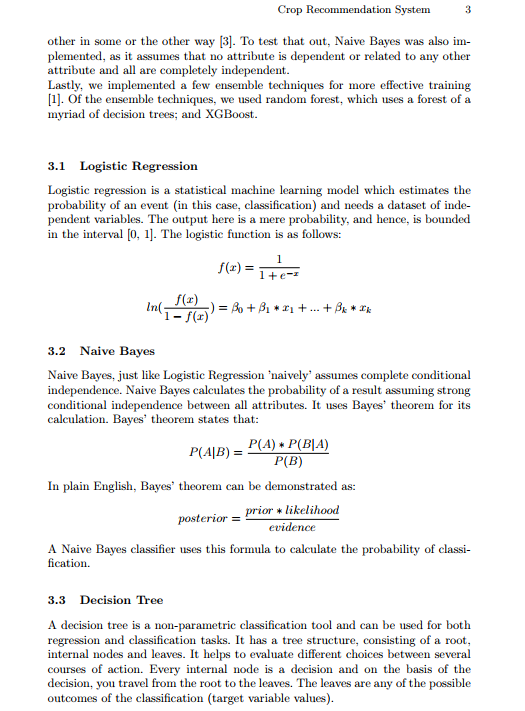 Crop Recommendation System 3
other in some or the other way [3]. To test that out, Naive Bayes was also im-
plemented, as it assumes that no attribute is dependent or related to any other
attribute and all are completely independent.
Lastly, we implemented a few ensemble techniques for more effective training
[1]. Of the ensemble techniques, we used random forest, which uses a forest of a
myriad of decision trees; and XGBoost.
3.1 Logistic Regression
Logistic regression is a statistical machine learning model which estimates the
probability of an event (in this case, classification) and needs a dataset of inde-
pendent variables. The output here is a mere probability, and hence, is bounded
in the interval [0, 1]. The logistic function is as follows:
f(x) = 1 / (1 + e^{-x})
ln(f(x) / (1 − f(x))) = β₀ + β₁ * x₁ + ... + βₖ * xₖ
3.2 Naive Bayes
Naive Bayes, just like Logistic Regression 'naively' assumes complete conditional
independence. Naive Bayes calculates the probability of a result assuming strong
conditional independence between all attributes. It uses Bayes' theorem for its
calculation. Bayes' theorem states that:
P(A|B) = P(A) * P(B|A) / P(B)
In plain English, Bayes' theorem can be demonstrated as:
posterior = prior * likelihood / evidence
A Naive Bayes classifier uses this formula to calculate the probability of classi-
fication.
3.3 Decision Tree
A decision tree is a non-parametric classification tool and can be used for both
regression and classification tasks. It has a tree structure, consisting of a root,
internal nodes and leaves. It helps to evaluate different choices between several
courses of action. Every internal node is a decision and on the basis of the
decision, you travel from the root to the leaves. The leaves are any of the possible
outcomes of the classification (target variable values).